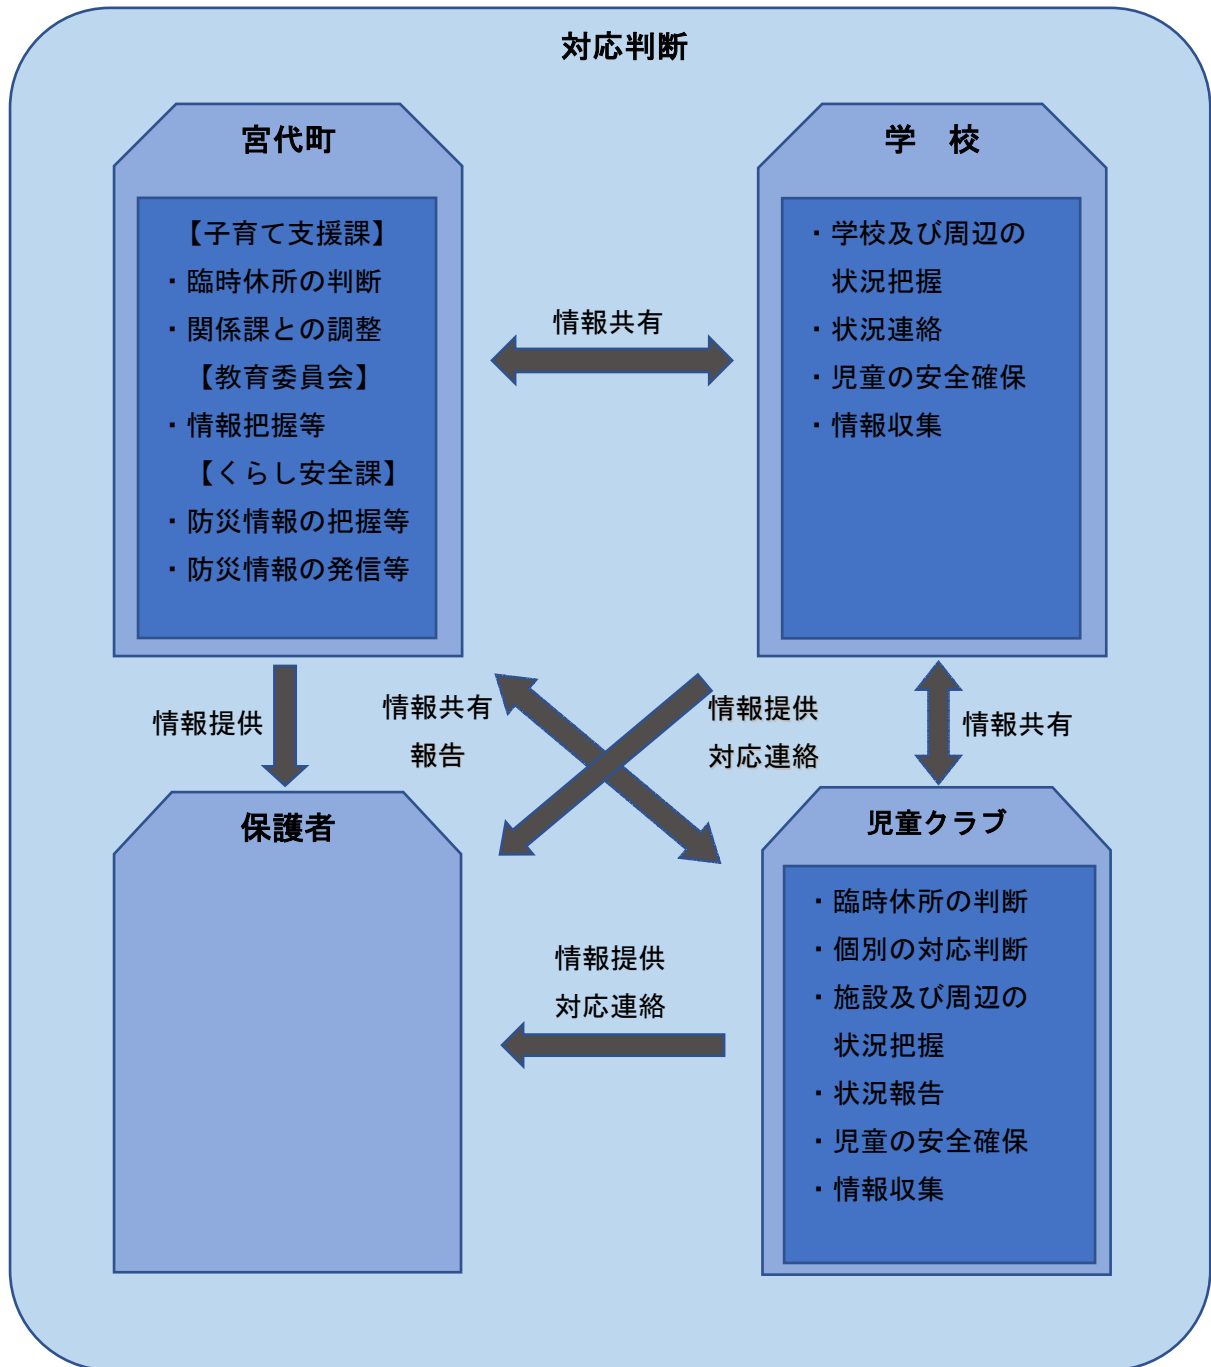 対応判断
宮代町
【子育て支援課】
・臨時休所の判断
・関係課との調整
【教育委員会】
・情報把握等
【くらし安全課】
・防災情報の把握等
・防災情報の発信等
情報共有
学　校
・学校及び周辺の
状況把握
・状況連絡
・児童の安全確保
・情報収集
情報提供
情報共有
報告
情報提供
対応連絡
情報共有
保護者
情報提供
対応連絡
児童クラブ
・臨時休所の判断
・個別の対応判断
・施設及び周辺の
状況把握
・状況報告
・児童の安全確保
・情報収集